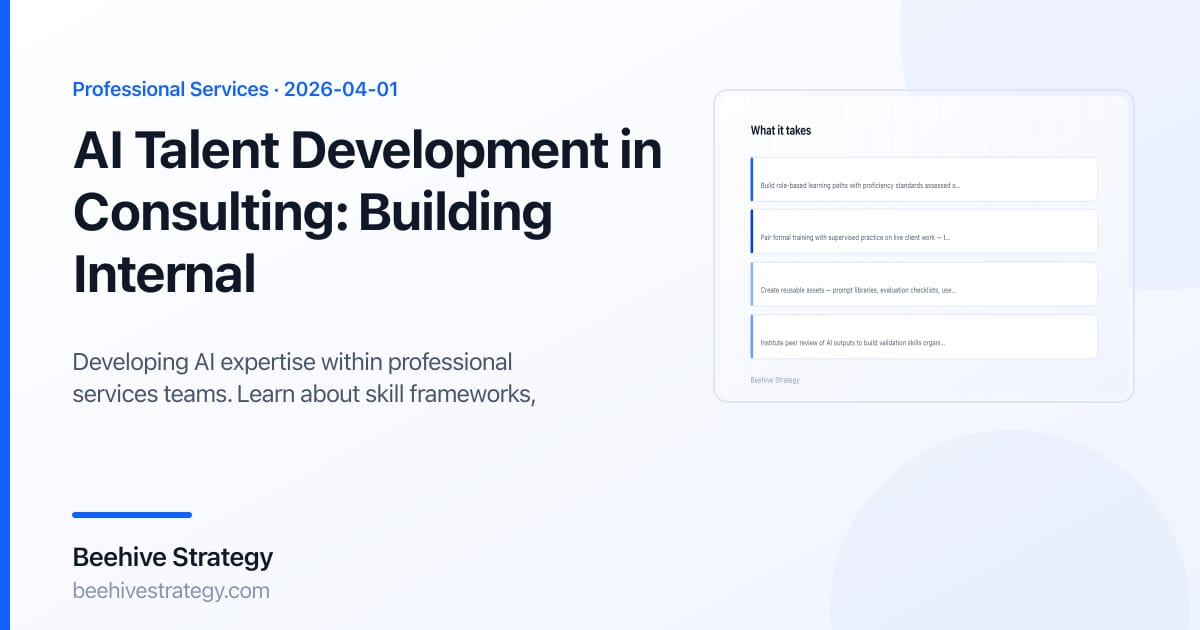 Professional Services · 2026-04-01
AI Talent Development in
Consulting: Building
Internal
Developing AI expertise within professional
services teams. Learn about skill frameworks,
Beehive Strategy
beehivestrategy.com
What it takes
Build role-based learning paths with proficiency standards assessed o...
Pair formal training with supervised practice on live client work — t...
Create reusable assets — prompt libraries, evaluation checklists, use...
Institute peer review of AI outputs to build validation skills organi...
Beehive Strategy